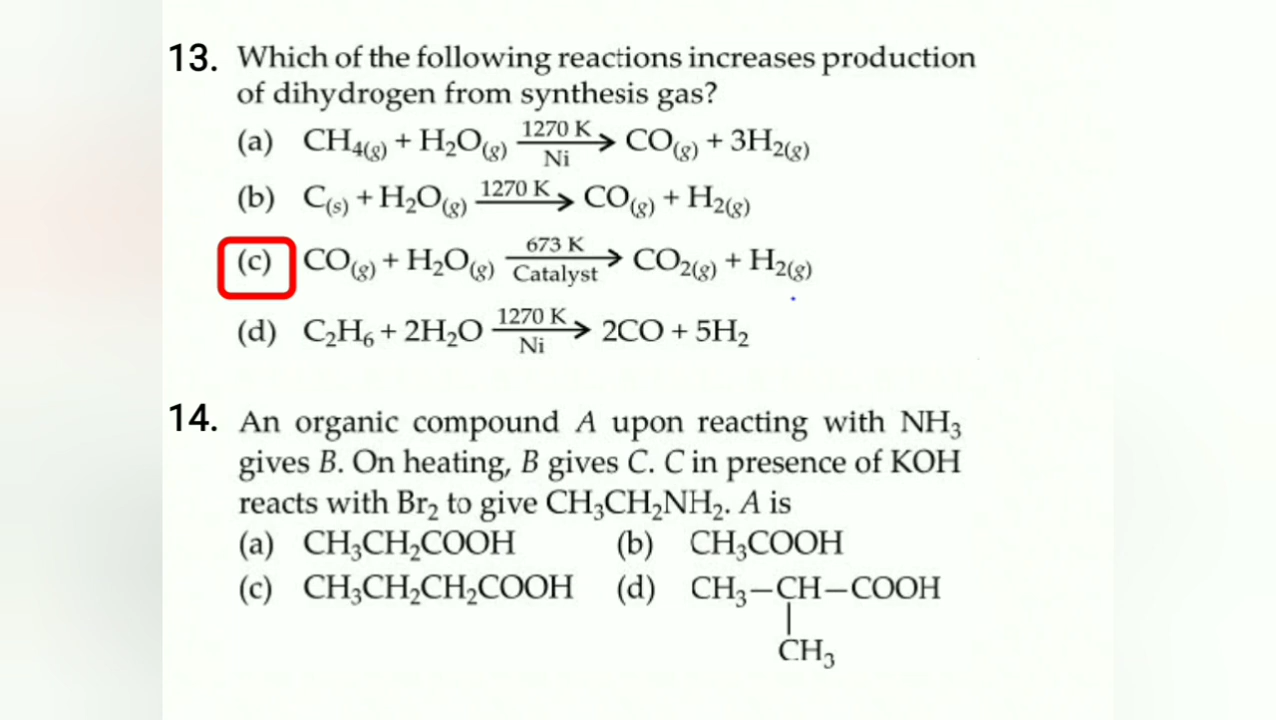 13. Which of the following reactions increases production
of dihydrogen from synthesis gas?
(a) CH₄(g) + H₂O(g) 1270 K/Ni → CO(g) + 3H₂(g)
(b) C(s) + H₂O(g) 1270 K → CO(g) + H₂(g)
(c) CO(g) + H₂O(g) 673 K/Catalyst → CO₂(g) + H₂(g)
(d) C₂H₆ + 2H₂O 1270 K/Ni → 2CO + 5H₂
14. An organic compound A upon reacting with NH₃
gives B. On heating, B gives C. C in presence of KOH
reacts with Br₂ to give CH₃CH₂NH₂. A is
(a) CH₃CH₂COOH (b) CH₃COOH
(c) CH₃CH₂CH₂COOH (d) CH₃–CH–COOH
|
CH₃